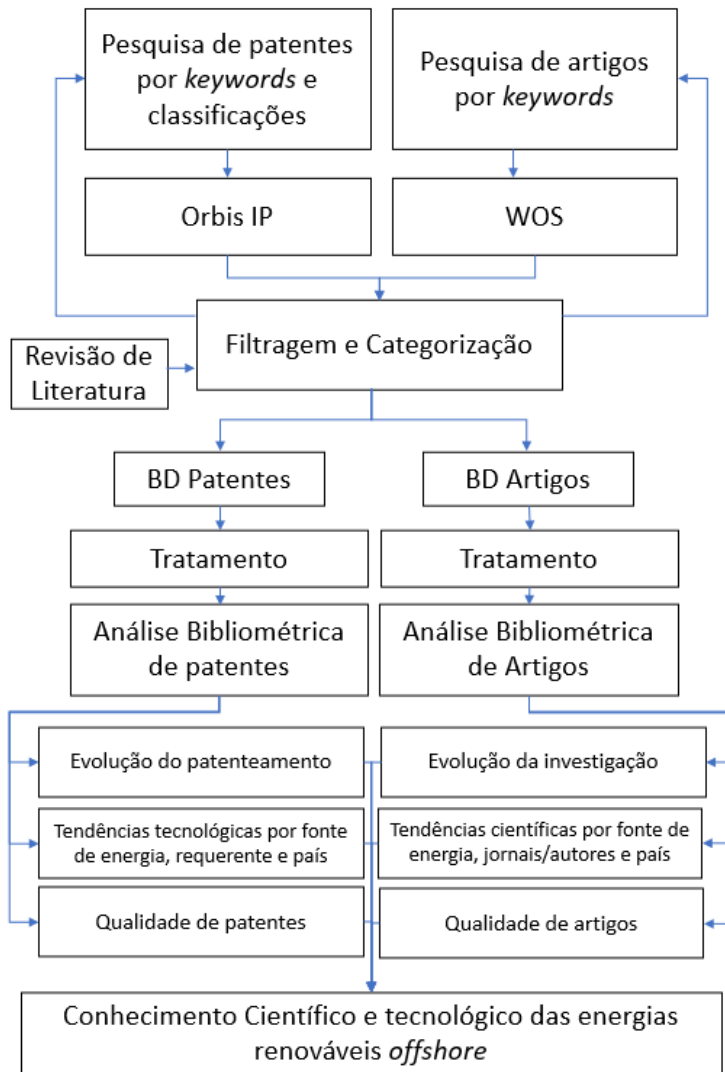 Pesquisa de patentes
por keywords e
classificações
Pesquisa de artigos
por keywords
Orbis IP
WOS
Filtragem e Categorização
Revisão de
Literatura
BD Patentes
BD Artigos
Tratamento
Tratamento
Análise Bibliométrica
de patentes
Análise Bibliométrica
de Artigos
Evolução do patenteamento
Evolução da investigação
Tendências tecnológicas por fonte
de energia, requerente e país
Tendências científicas por fonte de
energia, jornais/autores e país
Qualidade de patentes
Qualidade de artigos
Conhecimento Científico e tecnológico das energias
renováveis offshore